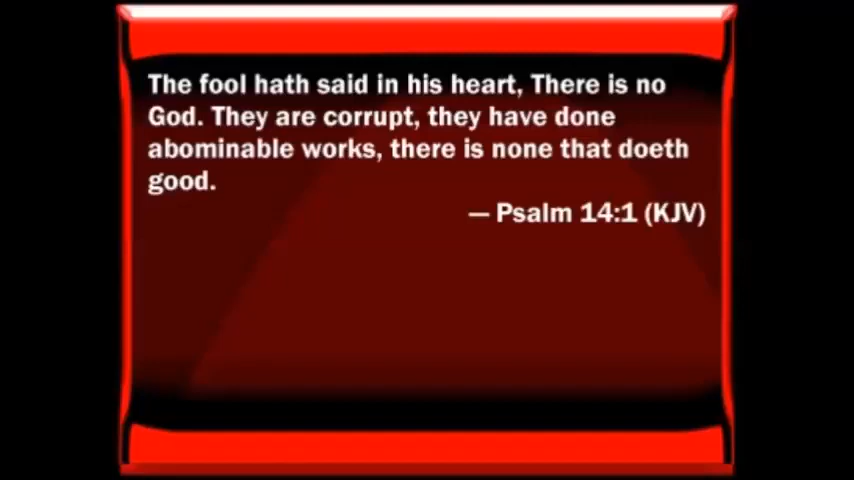 The fool hath said in his heart, There is no
God. They are corrupt, they have done
abominable works, there is none that doeth
good.
— Psalm 14:1 (KJV)